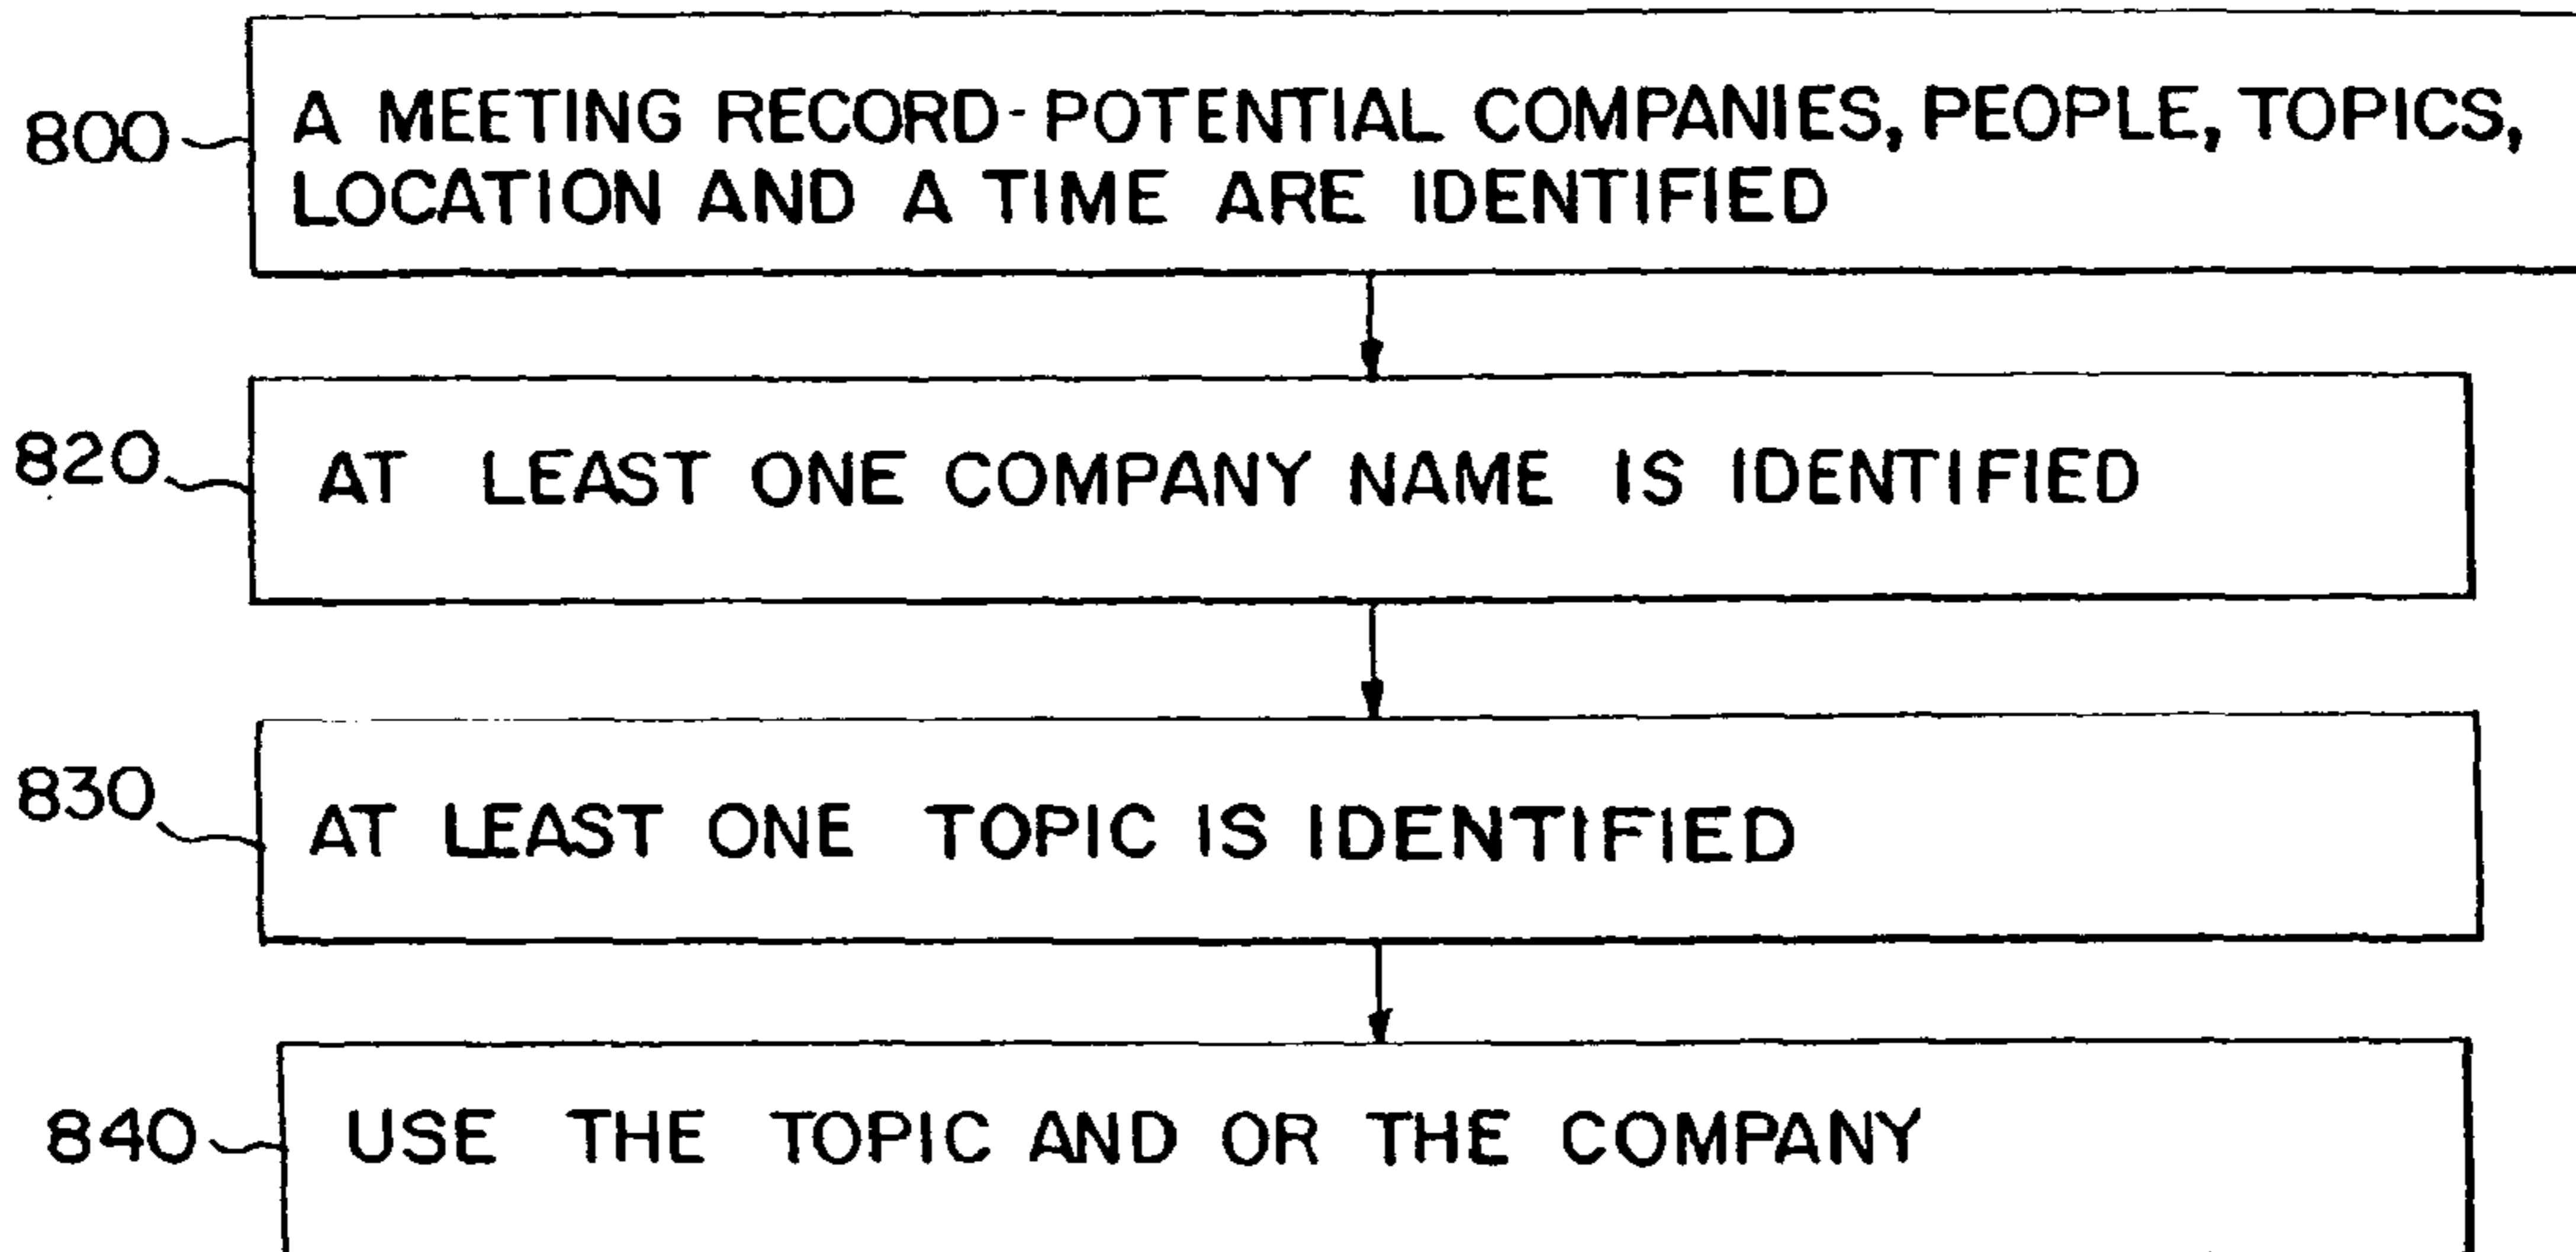 800
A MEETING RECORD-POTENTIAL COMPANIES, PEOPLE, TOPICS,
LOCATION AND A TIME ARE IDENTIFIED
820
AT LEAST ONE COMPANY NAME IS IDENTIFIED
830
AT LEAST ONE TOPIC IS IDENTIFIED
840
USE THE TOPIC AND OR THE COMPANY